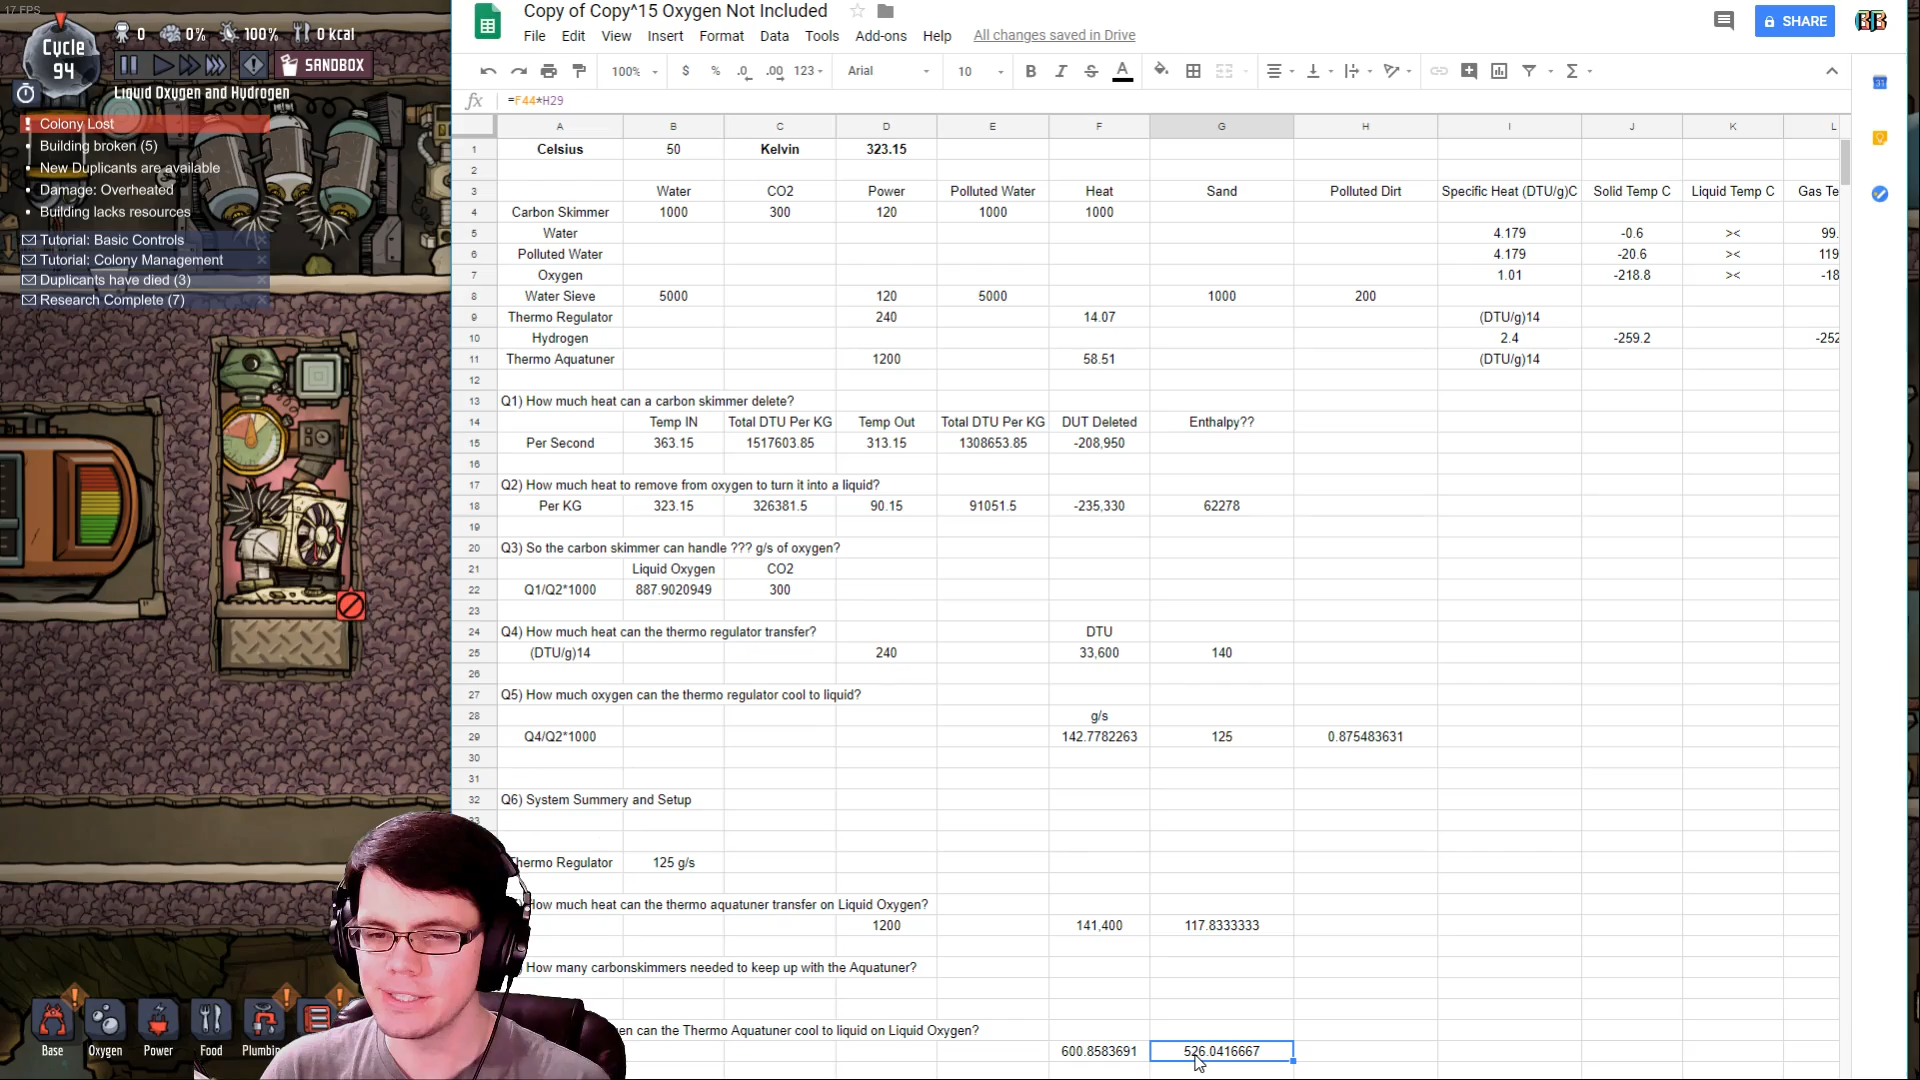 17 FPS
Cycle
94
0 0% 100% 0 kcal
SANDBOX
Liquid Oxygen and Hydrogen
! Colony Lost
• Building broken (5)
• New Duplicants are available
• Damage: Overheated
• Building lacks resources
Tutorial: Basic Controls
Tutorial: Colony Management
Duplicants have died (3)
Research Complete (7)
Base Oxygen Power Food
Copy of Copy^15 Oxygen Not Included
File Edit View Insert Format Data Tools Add-ons Help All changes saved in Drive
SHARE
100% $ % .0 .00 123 Arial 10 B I S A
31
fx =F44*H29
A B C D E F G H I J K L
1 Celsius 50 Kelvin 323.15
2
3 Water CO2 Power Polluted Water Heat Sand Polluted Dirt Specific Heat (DTU/g)C Solid Temp C Liquid Temp C Gas Te
4 Carbon Skimmer 1000 300 120 1000 1000
5 Water 4.179 -0.6 >< 99.
6 Polluted Water 4.179 -20.6 >< 119
7 Oxygen 1.01 -218.8 >< -18
8 Water Sieve 5000 120 5000 1000 200
9 Thermo Regulator 240 14.07 (DTU/g)14
10 Hydrogen 2.4 -259.2 -252
11 Thermo Aquatuner 1200 58.51 (DTU/g)14
12
13 Q1) How much heat can a carbon skimmer delete?
14 Temp IN Total DTU Per KG Temp Out Total DTU Per KG DUT Deleted Enthalpy??
15 Per Second 363.15 1517603.85 313.15 1308653.85 -208,950
16
17 Q2) How much heat to remove from oxygen to turn it into a liquid?
18 Per KG 323.15 326381.5 90.15 91051.5 -235,330 62278
19
20 Q3) So the carbon skimmer can handle ??? g/s of oxygen?
21 Liquid Oxygen CO2
22 Q1/Q2*1000 887.9020949 300
23
24 Q4) How much heat can the thermo regulator transfer? DTU
25 (DTU/g)14 240 33,600 140
26
27 Q5) How much oxygen can the thermo regulator cool to liquid?
28 g/s
29 Q4/Q2*1000 142.7782263 125 0.875483631
30
31
32 Q6) System Summery and Setup
Thermo Regulator 125 g/s
How much heat can the thermo aquatuner transfer on Liquid Oxygen?
1200 141,400 117.8333333
How many carbonskimmers needed to keep up with the Aquatuner?
can the Thermo Aquatuner cool to liquid on Liquid Oxygen?
600.8583691 526.0416667